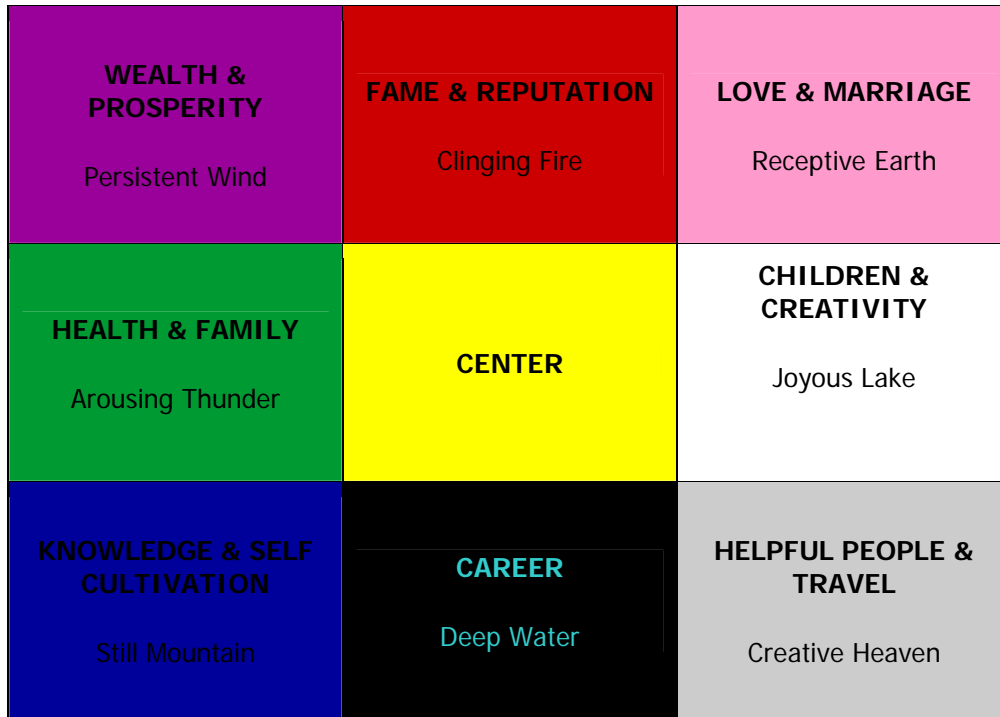 WEALTH &
PROSPERITY
Persistent Wind
FAME & REPUTATION
Clinging Fire
LOVE & MARRIAGE
Receptive Earth
HEALTH & FAMILY
Arousing Thunder
CENTER
CHILDREN &
CREATIVITY
Joyous Lake
KNOWLEDGE & SELF
CULTIVATION
Still Mountain
CAREER
Deep Water
HELPFUL PEOPLE &
TRAVEL
Creative Heaven